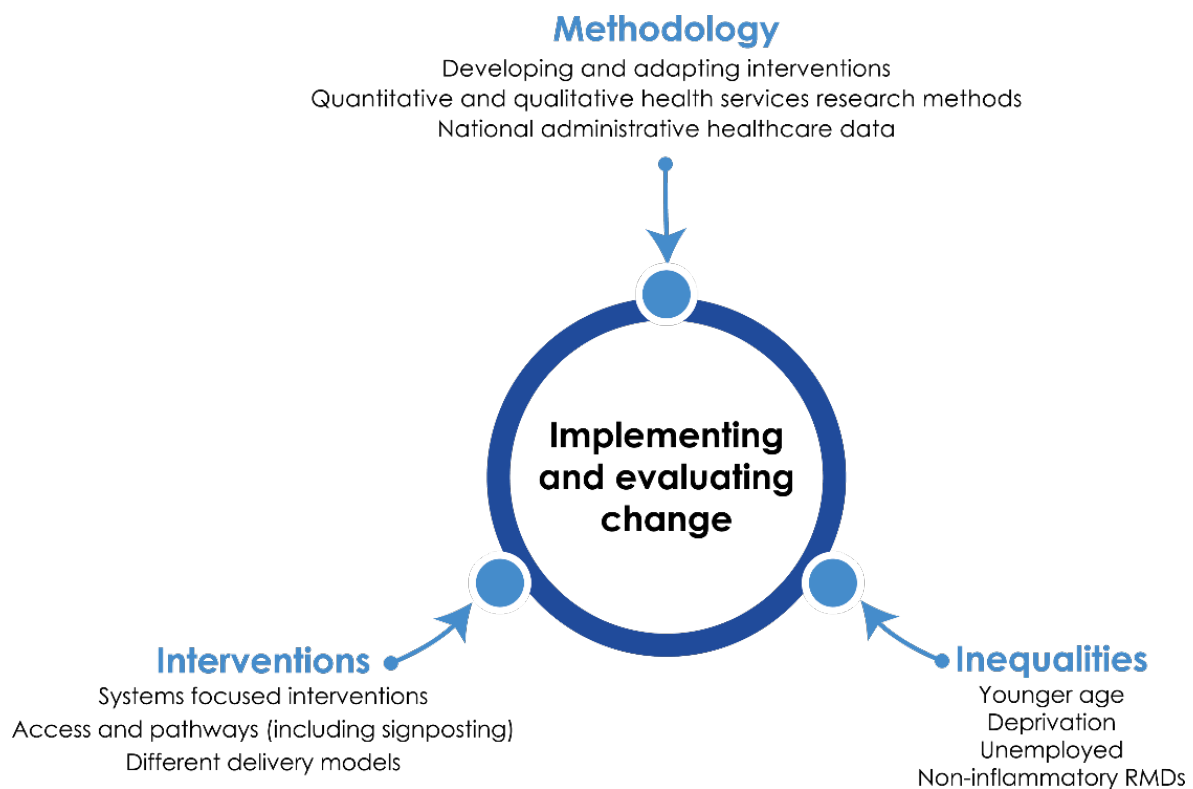 Methodology
Developing and adapting interventions
Quantitative and qualitative health services research methods
National administrative healthcare data
Implementing
and evaluating
change
Interventions
Systems focused interventions
Access and pathways (including signposting)
Different delivery models
Inequalities
Younger age
Deprivation
Unemployed
Non-inflammatory RMDs